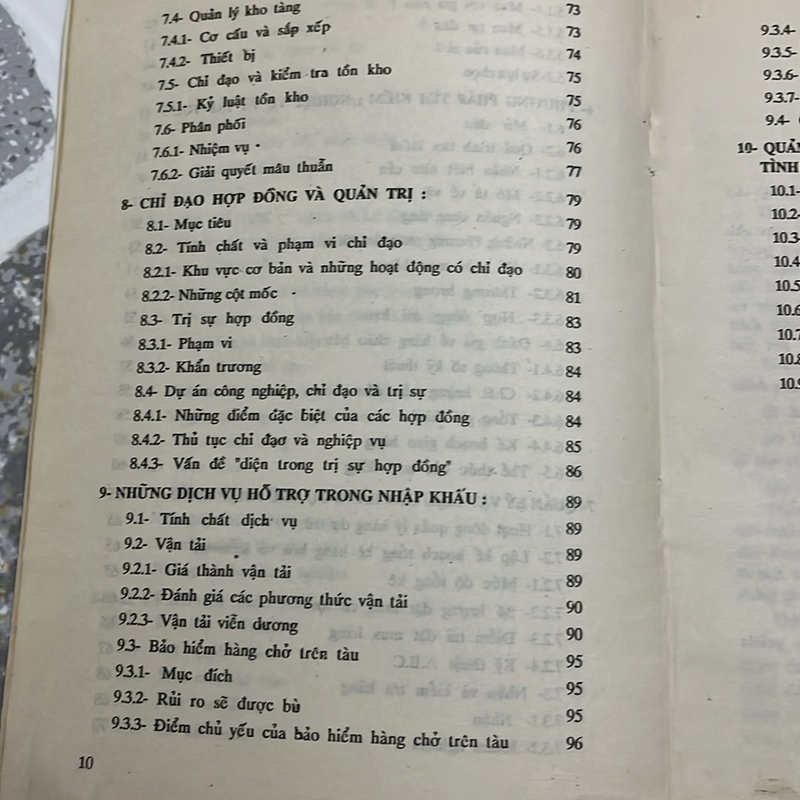 7.4- Quản lý kho tàng 73
7.4.1- Cơ cấu và sắp xếp 73
7.4.2- Thiết bị 74
7.5- Chỉ đạo và kiểm tra tồn kho 75
7.5.1- Kỷ luật tồn kho 75
7.6- Phân phối 76
7.6.1- Nhiệm vụ 76
7.6.2- Giải quyết mâu thuẫn 77
8- CHỈ ĐẠO HỢP ĐỒNG VÀ QUẢN TRỊ : 79
8.1- Mục tiêu 79
8.2- Tính chất và phạm vi chỉ đạo 79
8.2.1- Khu vực cơ bản và những hoạt động có chỉ đạo 80
8.2.2- Những cột mốc 81
8.3- Trị sự hợp đồng 83
8.3.1- Phạm vi 83
8.3.2- Khẩn trương 84
8.4- Dự án công nghiệp, chỉ đạo và trị sự 84
8.4.1- Những điểm đặc biệt của các hợp đồng 84
8.4.2- Thủ tục chỉ đạo và nghiệp vụ 85
8.4.3- Vấn đề "diện trong trị sự hợp đồng" 86
9- NHỮNG DỊCH VỤ HỖ TRỢ TRONG NHẬP KHẨU : 89
9.1- Tính chất dịch vụ 89
9.2- Vận tải 89
9.2.1- Giá thành vận tải 89
9.2.2- Đánh giá các phương thức vận tải 90
9.2.3- Vận tải viễn dương 90
9.3- Bảo hiểm hàng chở trên tàu 95
9.3.1- Mục đích 95
9.3.2- Rủi ro sẽ được bù 95
9.3.3- Điểm chủ yếu của bảo hiểm hàng chở trên tàu 96
10
9.3.4-
9.3.5-
9.3.6-
9.3.7-
9.4-
10- QUẢN
TÌNH
10.1-
10.2-
10.3-
10.4
10.5
10.6
10.7
10.8
10.9